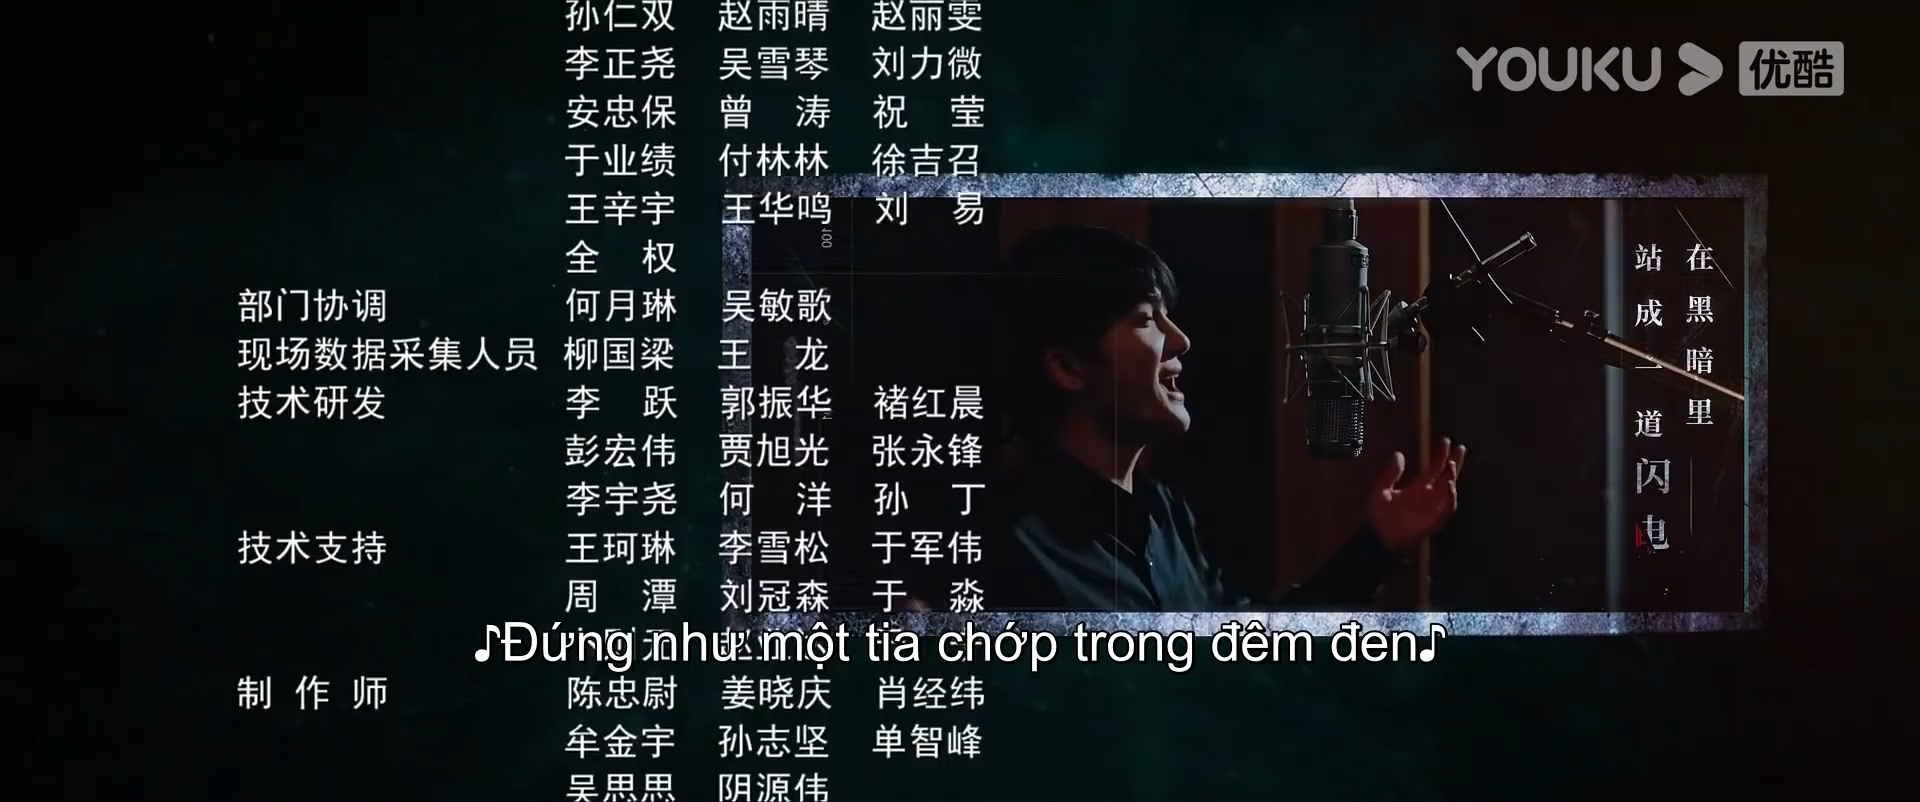 孙仁双 赵雨晴 赵丽雯
李正尧 吴雪琴 刘力微
YOUKU 优酷
安忠保 曾 涛 祝 莹
于业绩 付林林 徐吉召
王辛宇 王华鸣 刘 易
全 权
部门协调 何月琳 吴敏歌
现场数据采集人员 柳国梁 王 龙
技术研发 李 跃 郭振华 褚红晨
彭宏伟 贾旭光 张永锋
李宇尧 何 洋 孙 丁
技术支持 王珂琳 李雪松 于军伟
周 潭 刘冠森 于 淼
在黑暗里
站成一道闪电
♪Đứng như một tia chớp trong đêm đen♪
制 作 师 陈忠尉 姜晓庆 肖经纬
牟金宇 孙志坚 单智峰
吴思思 阴源伟